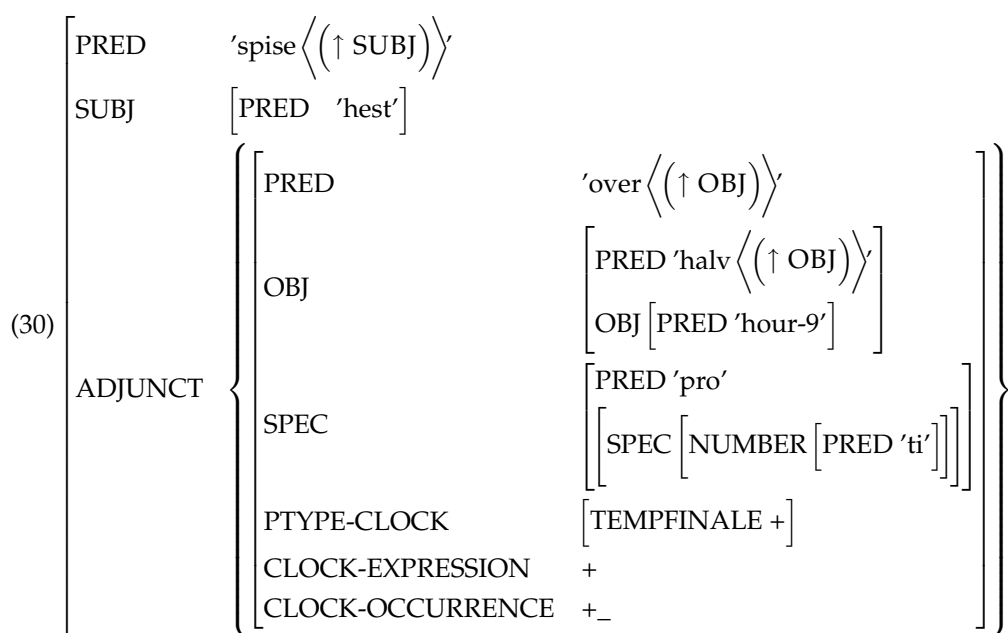 PRED 'spise⟨(↑ SUBJ)⟩'
SUBJ [PRED 'hest']
PRED 'over⟨(↑ OBJ)⟩'
PRED 'halv⟨(↑ OBJ)⟩'
OBJ
OBJ [PRED 'hour-9']
(30)
PRED 'pro'
ADJUNCT
SPEC
[[SPEC [NUMBER [PRED 'ti']]]]
PTYPE-CLOCK [TEMPFINALE +]
CLOCK-EXPRESSION +
CLOCK-OCCURRENCE +_